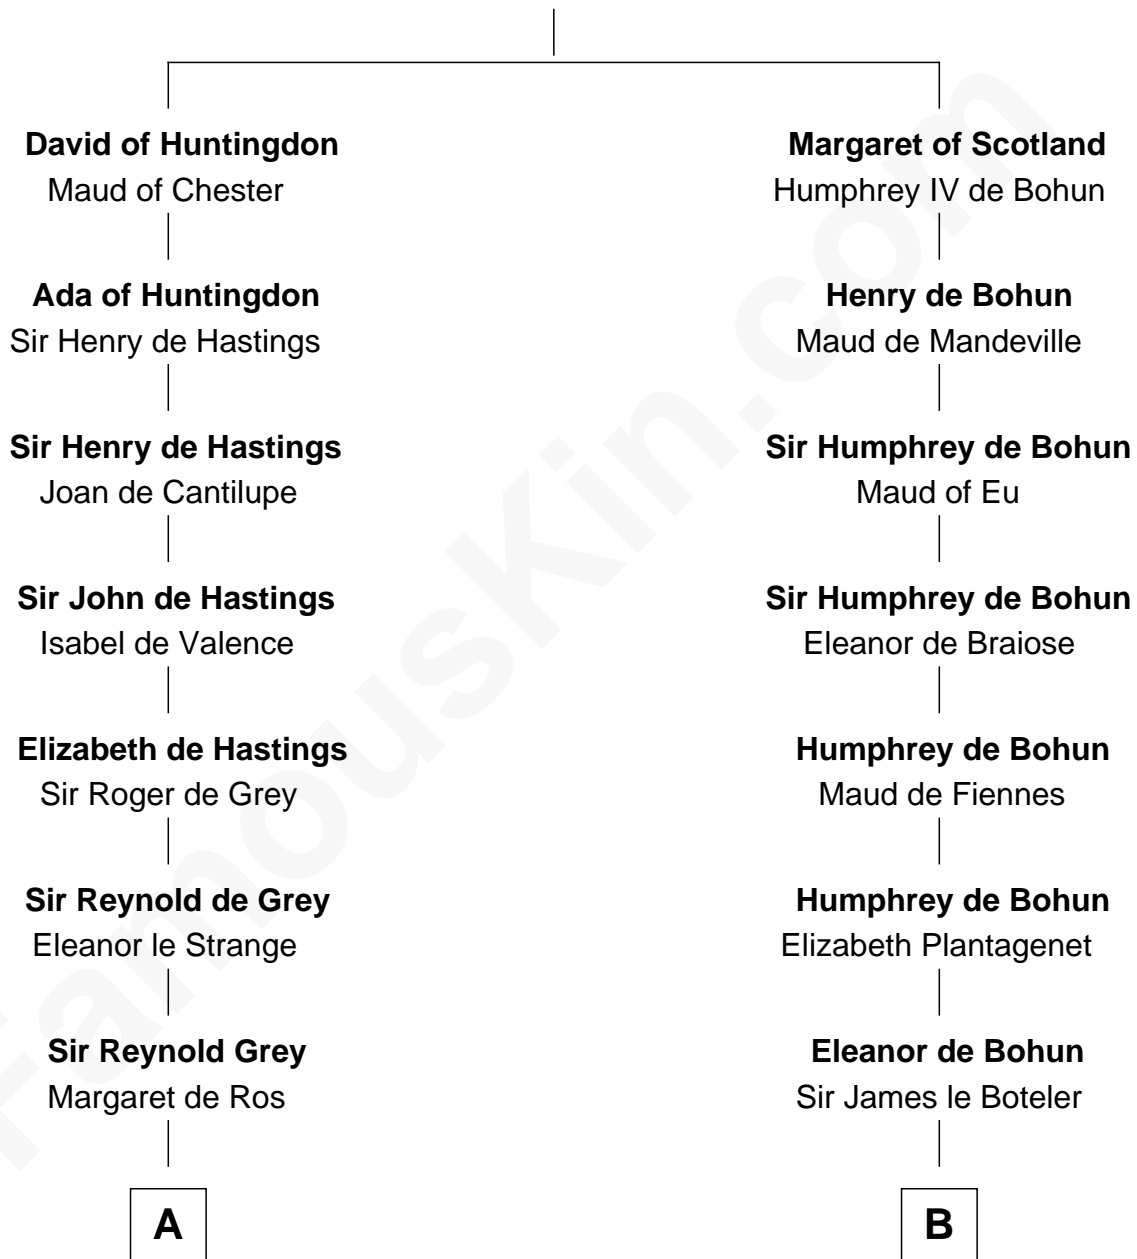 David of Huntingdon
Maud of Chester
Ada of Huntingdon
Sir Henry de Hastings
Sir Henry de Hastings
Joan de Cantilupe
Sir John de Hastings
Isabel de Valence
Elizabeth de Hastings
Sir Roger de Grey
Sir Reynold de Grey
Eleanor le Strange
Sir Reynold Grey
Margaret de Ros
A
Margaret of Scotland
Humphrey IV de Bohun
Henry de Bohun
Maud de Mandeville
Sir Humphrey de Bohun
Maud of Eu
Sir Humphrey de Bohun
Eleanor de Braiose
Humphrey de Bohun
Maud de Fiennes
Humphrey de Bohun
Elizabeth Plantagenet
Eleanor de Bohun
Sir James le Boteler
B
FamousKin.com